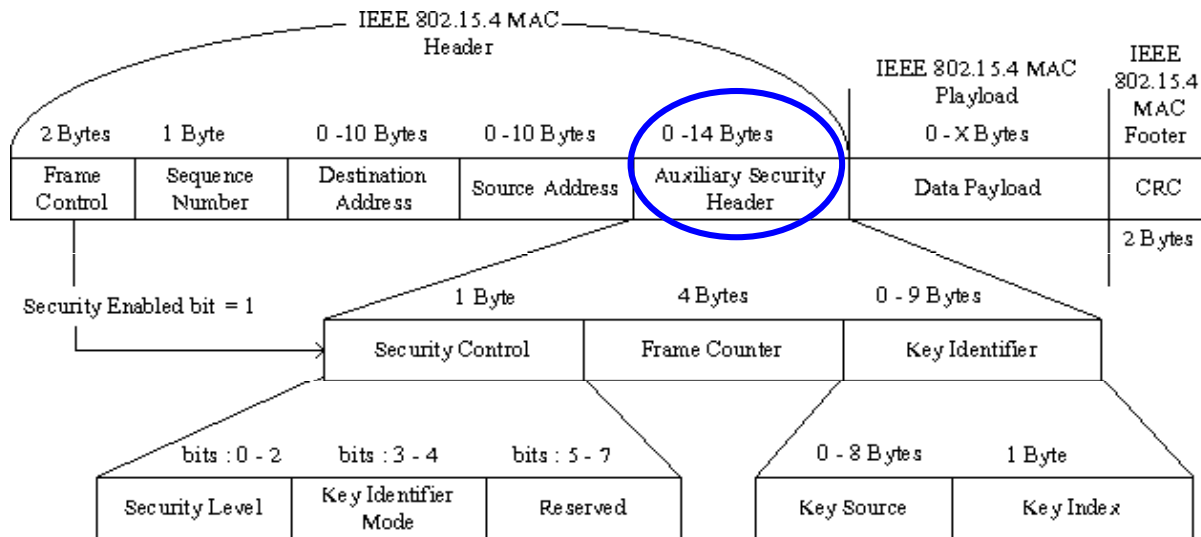 IEEE 802.15.4 MAC
Header
IEEE 802.15.4 MAC
Playload
IEEE
802.15.4
MAC
Footer
2 Bytes
1 Byte
0 -10 Bytes
0 -10 Bytes
0 -14 Bytes
0 - X Bytes
Frame
Control
Sequence
Number
Destination
Address
Source Address
Auxiliary Security
Header
Data Payload
CRC
2 Bytes
Security Enabled bit = 1
1 Byte
4 Bytes
0 - 9 Bytes
Security Control
Frame Counter
Key Identifier
bits : 0 - 2
bits : 3 - 4
bits : 5 - 7
0 - 8 Bytes
1 Byte
Security Level
Key Identifier
Mode
Reserved
Key Source
Key Index